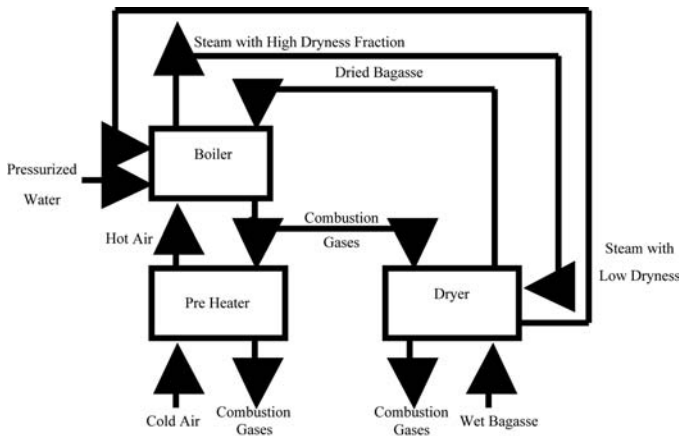 Steam with High Dryness Fraction
Dried Bagasse
Boiler
Pressurized
Water
Combustion
Gases
Hot Air
Steam with
Low Dryness
Pre Heater
Dryer
Cold Air
Combustion
Gases
Combustion
Gases
Wet Bagasse